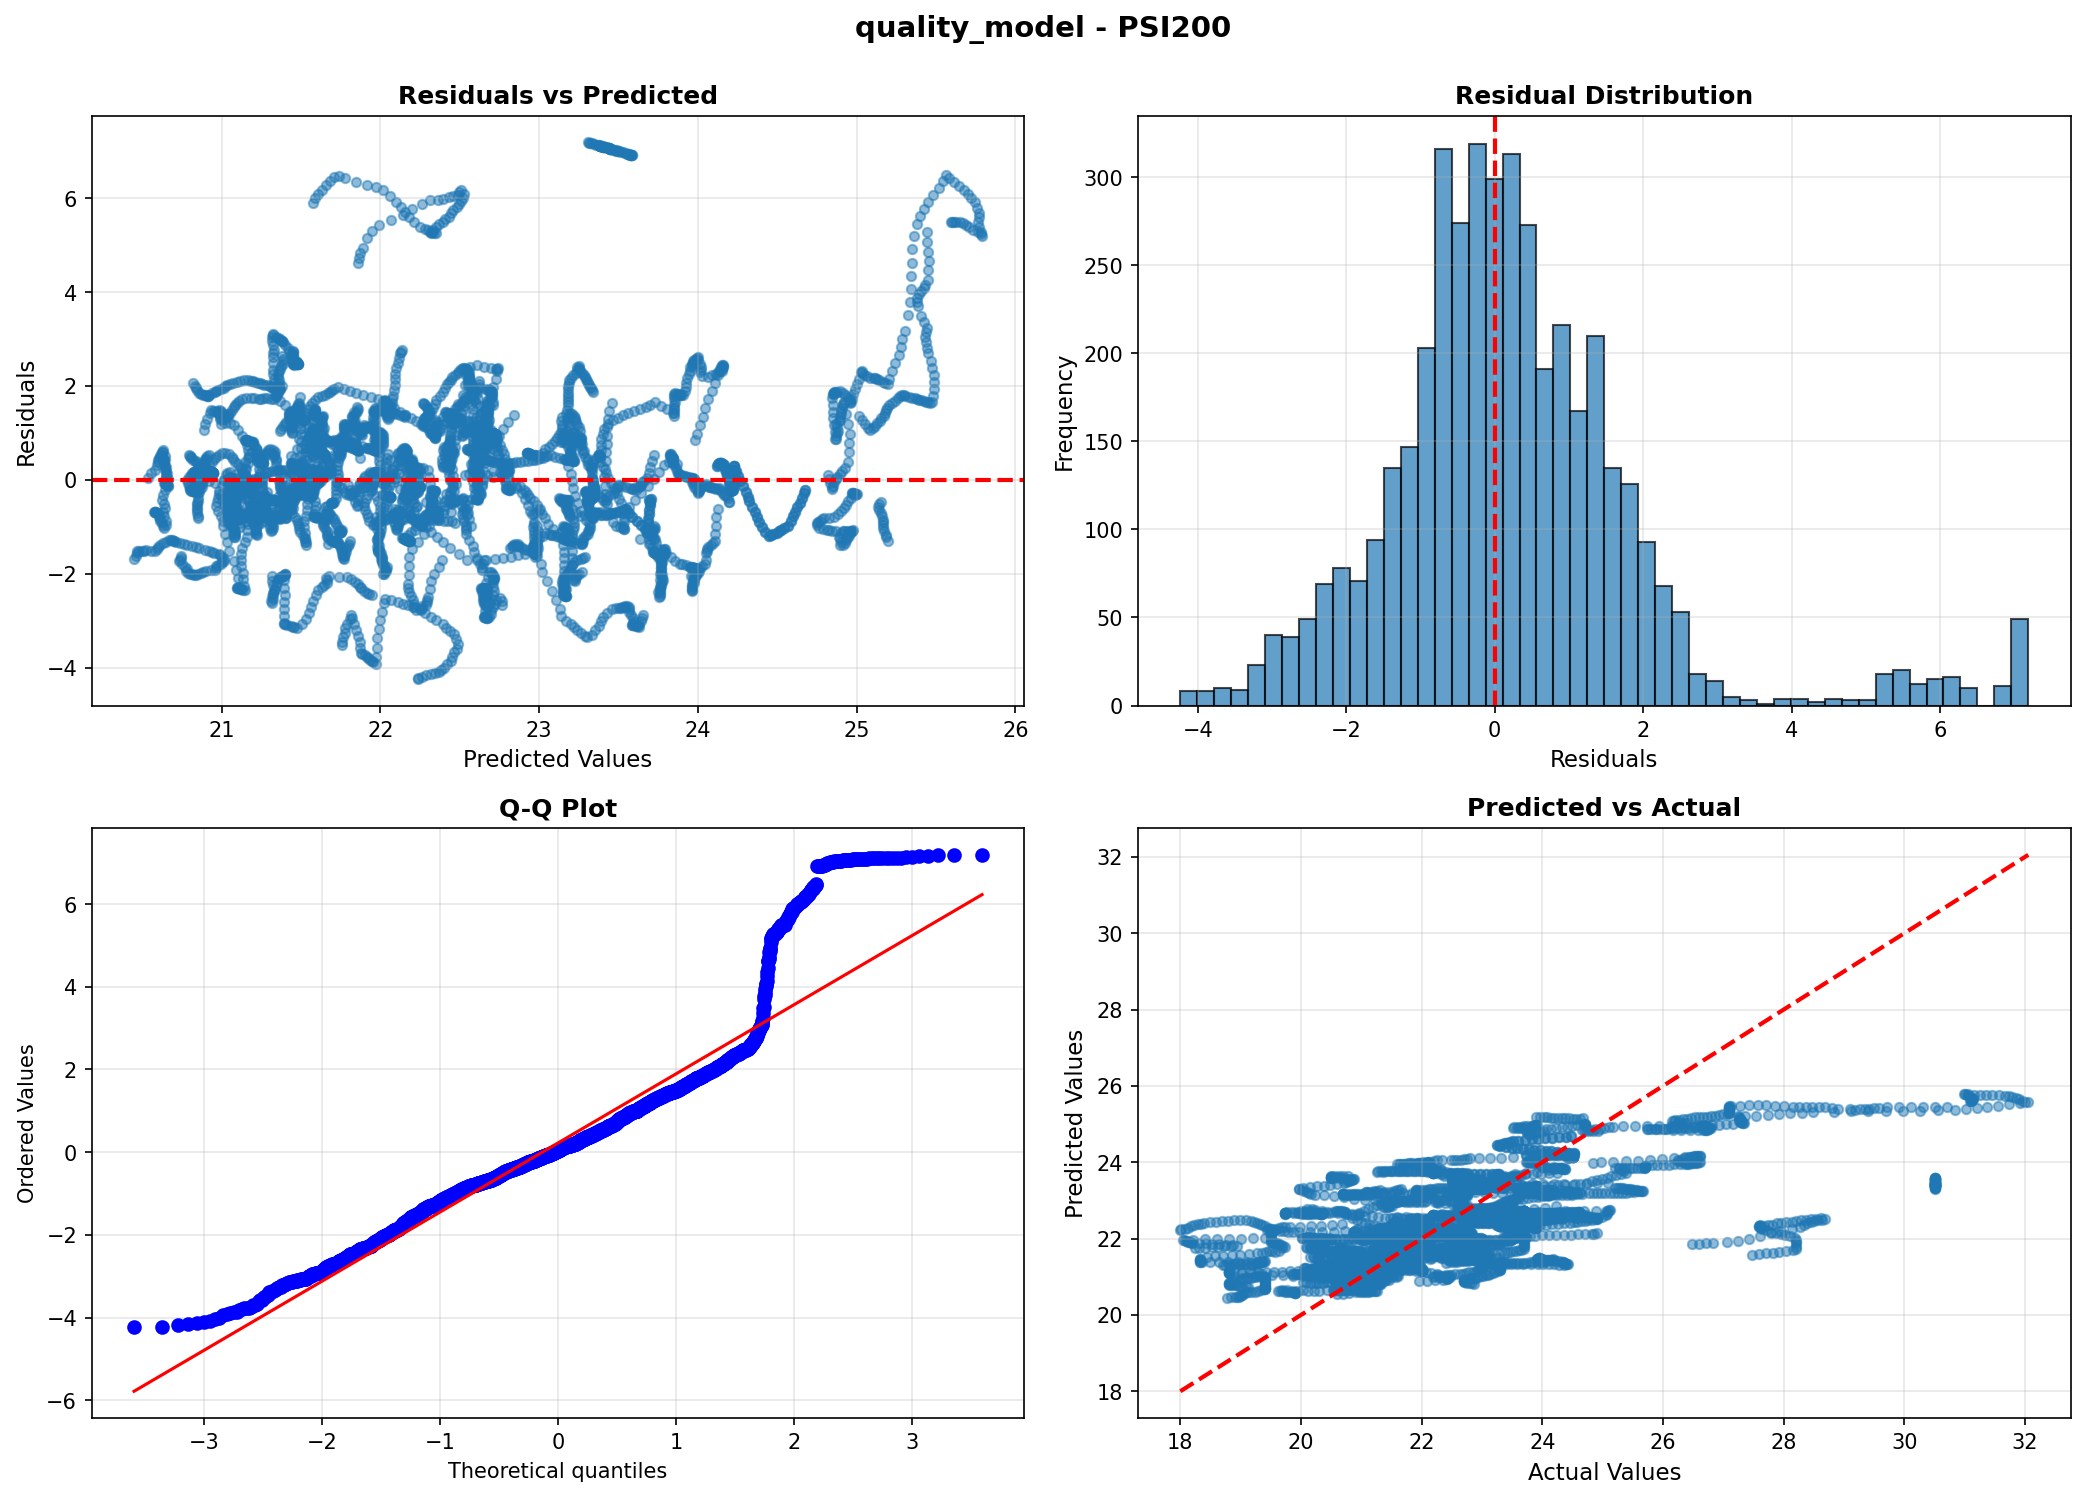 quality_model - PSI200
Residuals vs Predicted
Residuals
6
4
2
0
−2
−4
21 22 23 24 25 26
Predicted Values
Residual Distribution
Frequency
300
250
200
150
100
50
0
−4 −2 0 2 4 6
Residuals
Q-Q Plot
Ordered Values
6
4
2
0
−2
−4
−6
−3 −2 −1 0 1 2 3
Theoretical quantiles
Predicted vs Actual
Predicted Values
32
30
28
26
24
22
20
18
18 20 22 24 26 28 30 32
Actual Values